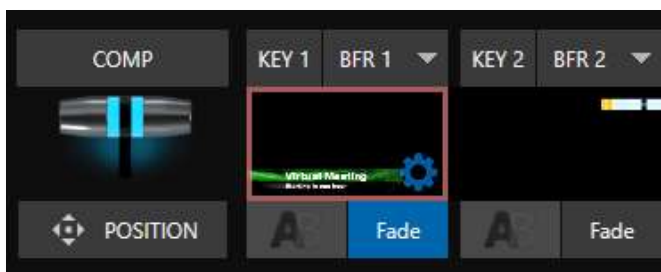 COMP
KEY 1 BFR 1
KEY 2 BFR 2
Virtual Meeting
POSITION
Fade
Fade